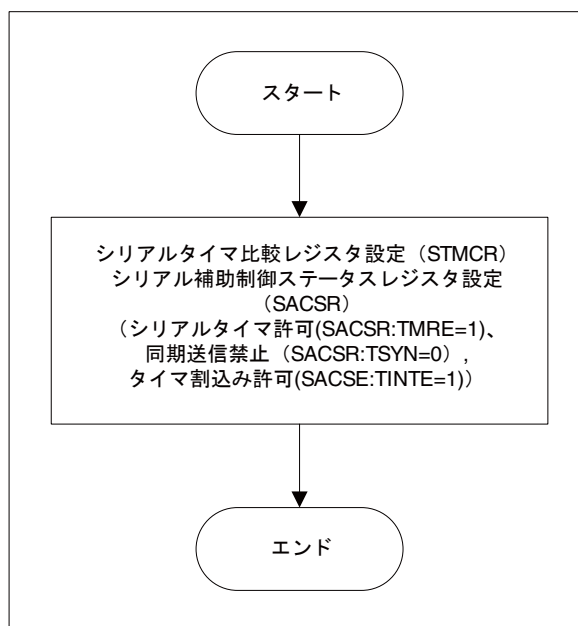 スタート
シリアルタイマ比較レジスタ設定（STMCR）
シリアル補助制御ステータスレジスタ設定
（SACSR）
（シリアルタイマ許可(SACSR:TMRE=1)、
同期送信禁止（SACSR:TSYN=0）,
タイマ割込み許可(SACSE:TINTE=1)）
エンド